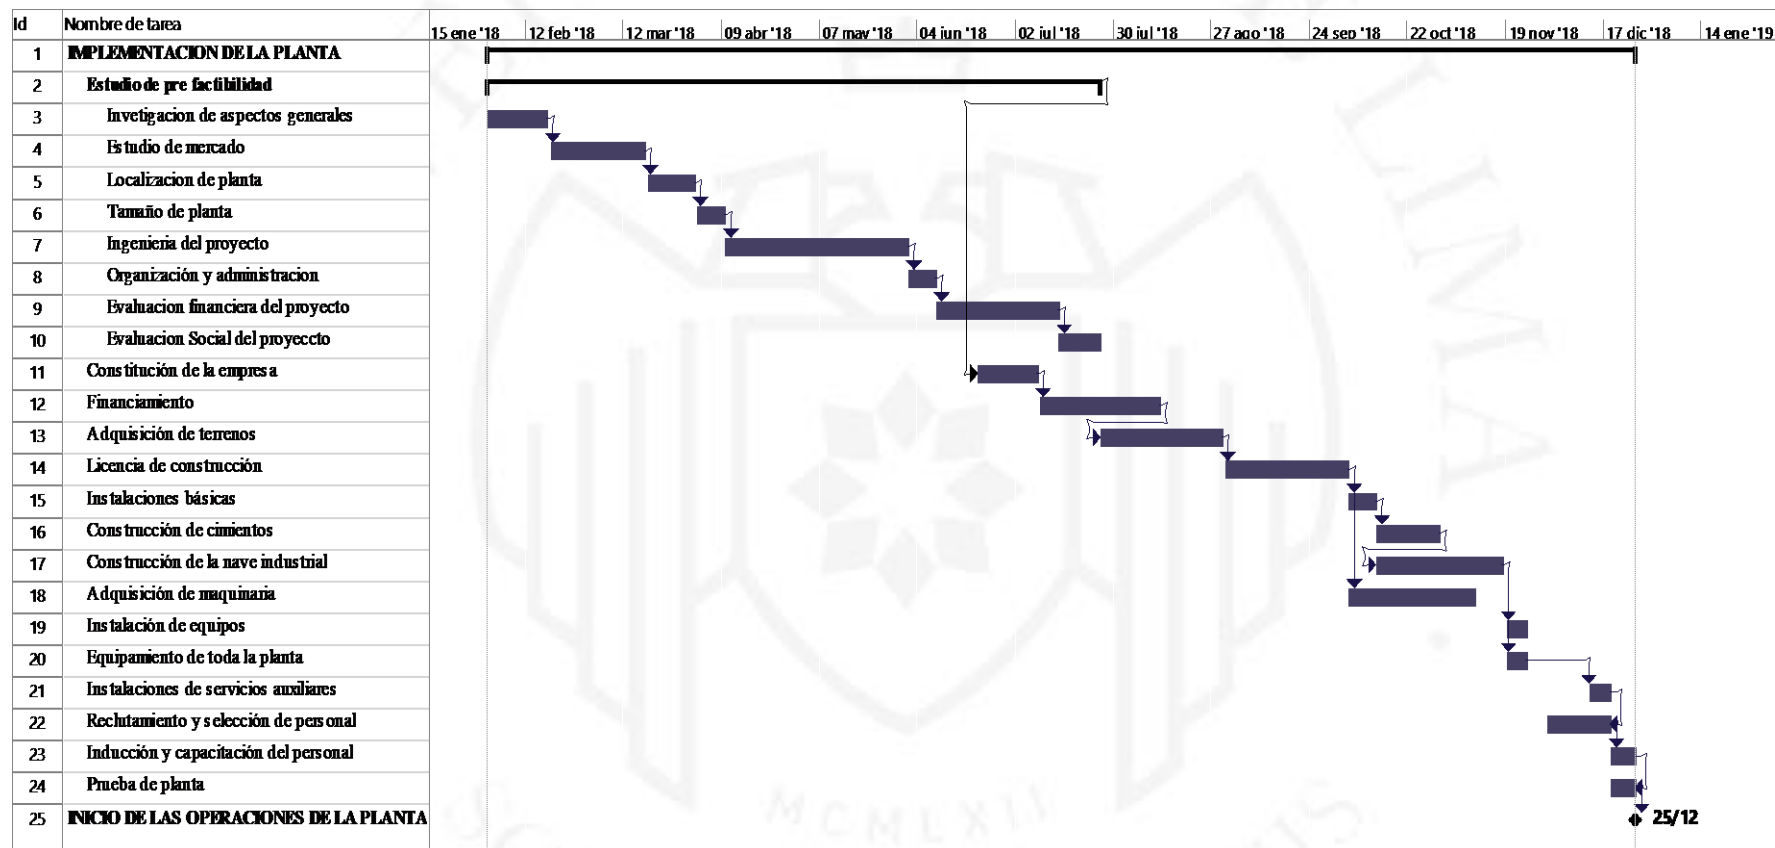 Id Nombre de tarea 15 ene '18 12 feb '18 12 mar '18 09 abr '18 07 may '18 04 jun '18 02 jul '18 30 jul '18 27 ago '18 24 sep '18 22 oct '18 19 nov '18 17 dic '18 14 ene '19
1 IMPLEMENTACION DE LA PLANTA
2 Estudio de pre factibilidad
3 Invetigacion de aspectos generales
4 Estudio de mercado
5 Localizacion de planta
6 Tamaño de planta
7 Ingenieria del proyecto
8 Organización y administracion
9 Evaluacion financiera del proyecto
10 Evaluacion Social del proyeccto
11 Constitución de la empresa
12 Financiamiento
13 Adquisición de terrenos
14 Licencia de construcción
15 Instalaciones básicas
16 Construcción de cimientos
17 Construcción de la nave industrial
18 Adquisición de maquinaria
19 Instalación de equipos
20 Equipamiento de toda la planta
21 Instalaciones de servicios auxiliares
22 Reclutamiento y selección de personal
23 Inducción y capacitación del personal
24 Prueba de planta
25 INICIO DE LAS OPERACIONES DE LA PLANTA 25/12
MCMLXII
LIMA